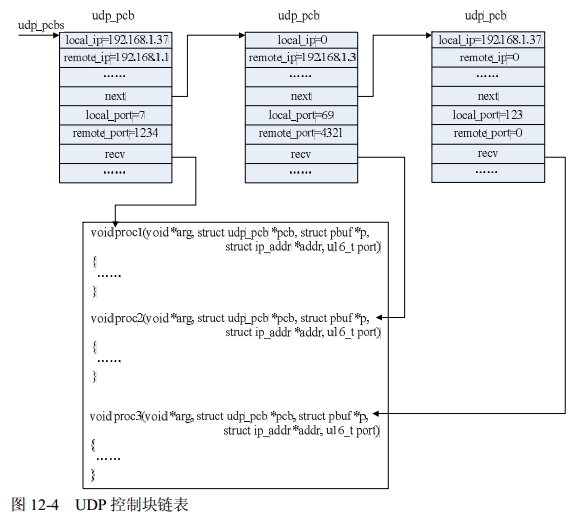 udp_pcb
udp_pcb
udp_pcb
udp_pcbs
local_ip=192.168.1.37
remote_ip=192.168.1.1
……
next
local_port=7
remote_port=1234
recv
……
local_ip=0
remote_ip=192.168.1.3
……
next
local_port=69
remote_port=4321
recv
……
local_ip=192.168.1.37
remote_ip=0
……
next
local_port=123
remote_port=0
recv
……
void proc1(void *arg, struct udp_pcb *pcb, struct pbuf *p,
struct ip_addr *addr, u16_t port)
{
……
}
void proc2(void *arg, struct udp_pcb *pcb, struct pbuf *p,
struct ip_addr *addr, u16_t port)
{
……
}
void proc3(void *arg, struct udp_pcb *pcb, struct pbuf *p,
struct ip_addr *addr, u16_t port)
{
……
}
图 12-4 UDP 控制块链表